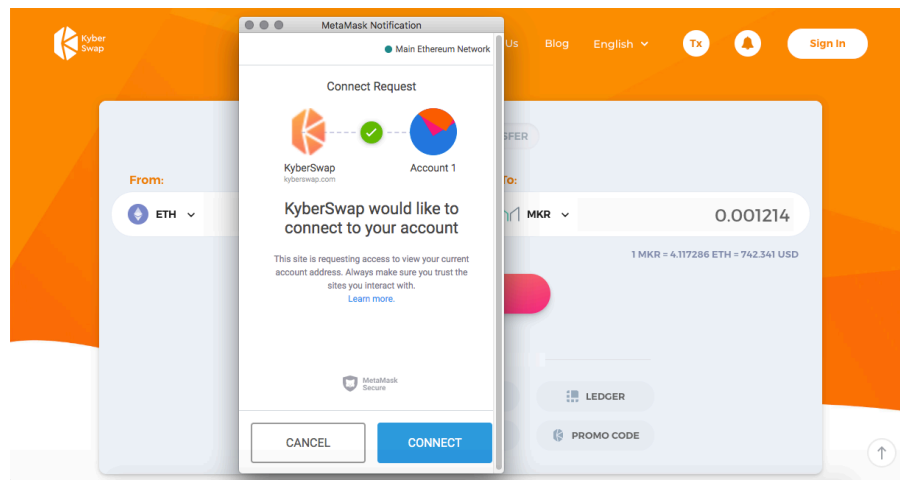 Kyber
Swap
Us
Blog
English
Tx
Sign In
MetaMask Notification
Main Ethereum Network
Connect Request
KyberSwap
kyberswap.com
Account 1
KyberSwap would like to
connect to your account
This site is requesting access to view your current
account address. Always make sure you trust the
sites you interact with.
Learn more.
MetaMask
Secure
CANCEL
CONNECT
From:
ETH
To:
MKR
0.001214
1 MKR = 4.117286 ETH = 742.341 USD
LEDGER
PROMO CODE